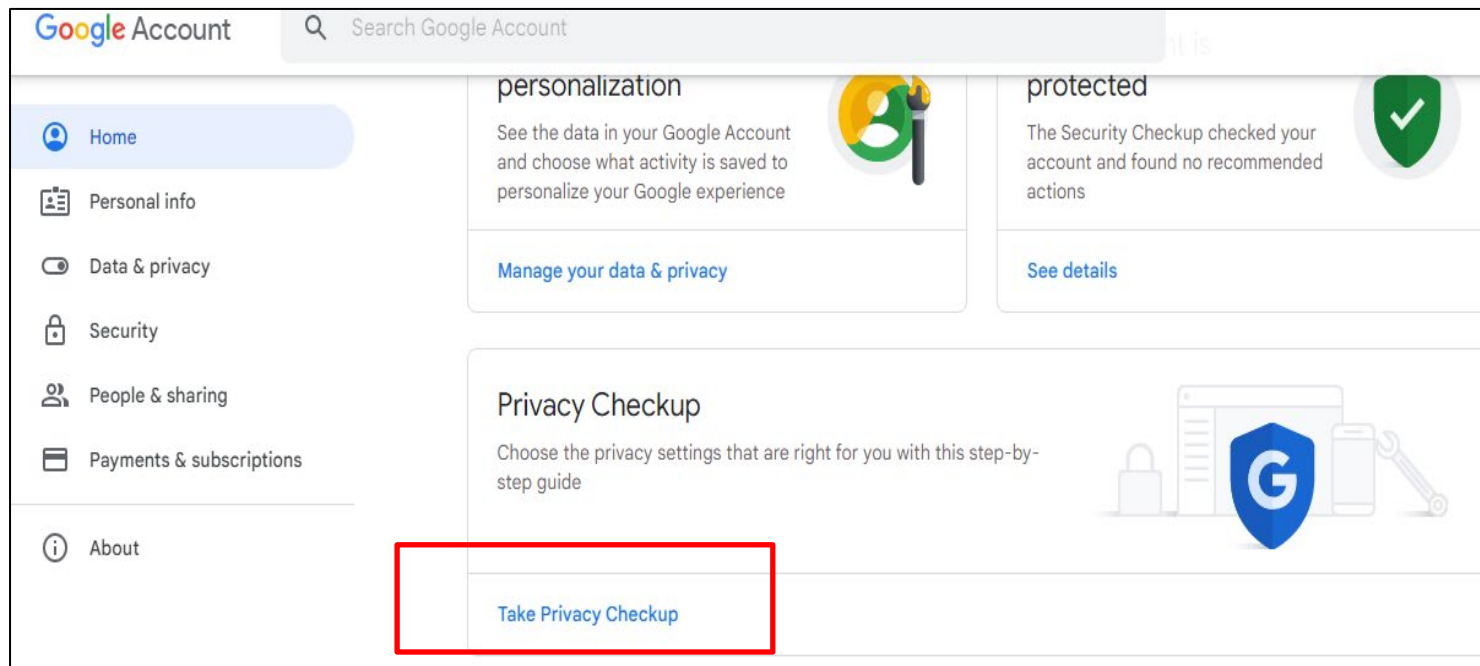 Google Account
Search Google Account
nt is
Home
Personal info
Data & privacy
Security
People & sharing
Payments & subscriptions
About
personalization
See the data in your Google Account
and choose what activity is saved to
personalize your Google experience
Manage your data & privacy
protected
The Security Checkup checked your
account and found no recommended
actions
See details
Privacy Checkup
Choose the privacy settings that are right for you with this step-by-
step guide
G
Take Privacy Checkup